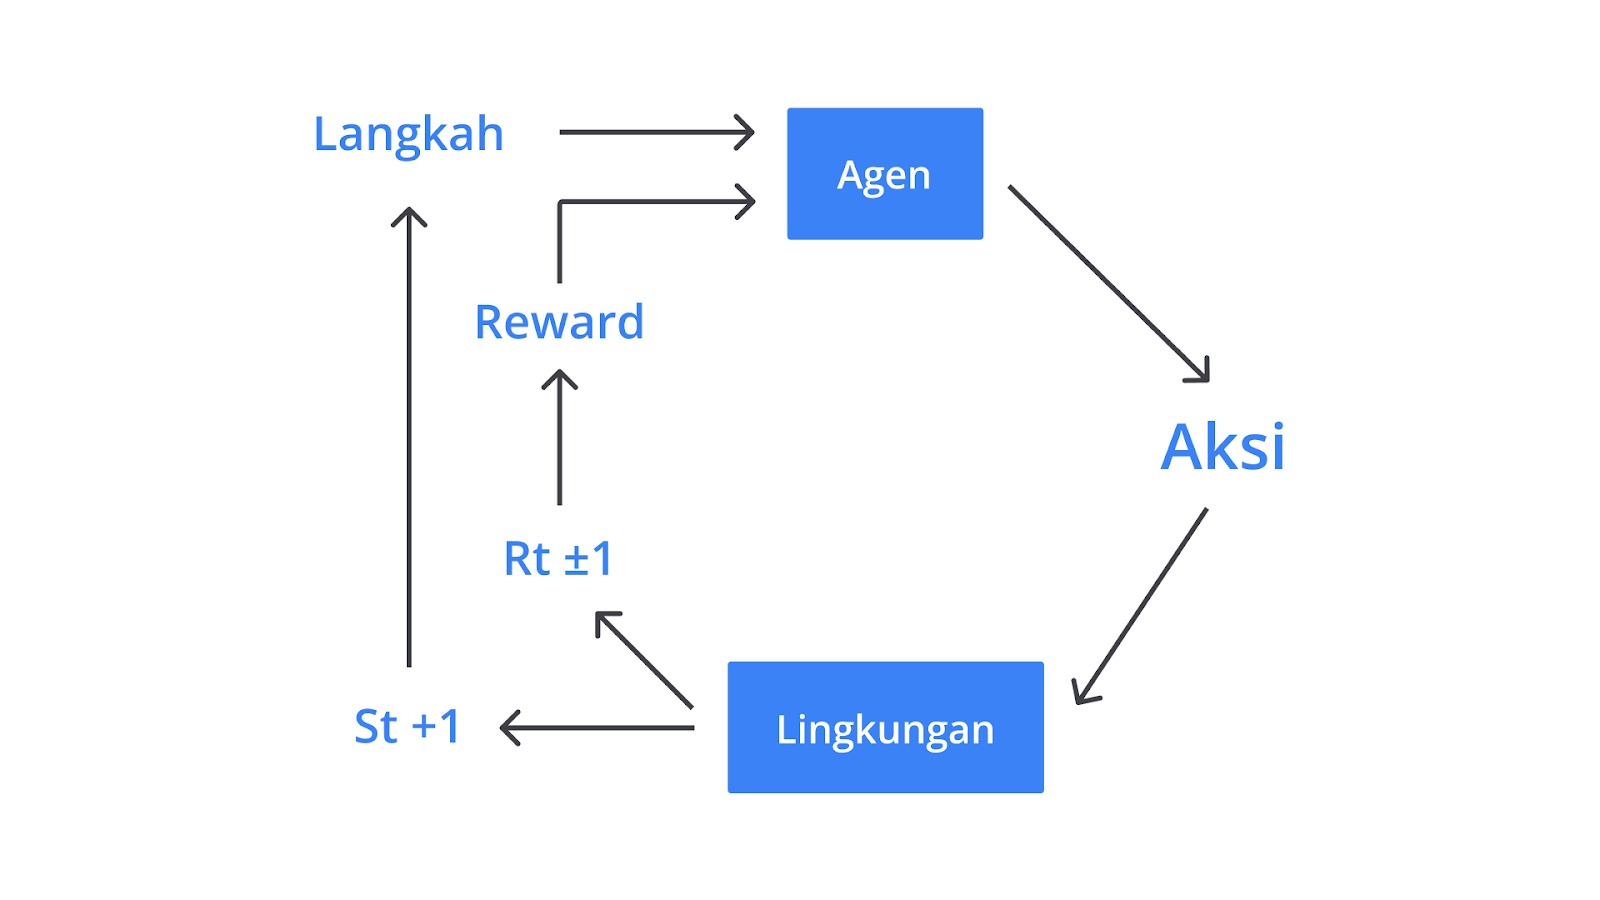 Langkah
Agen
Reward
Aksi
Rt ±1
St +1
Lingkungan